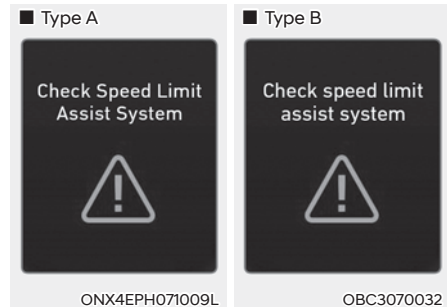 ■ Type A
Check Speed Limit
Assist System
ONX4EPH071009L
■ Type B
Check speed limit
assist system
OBC3070032